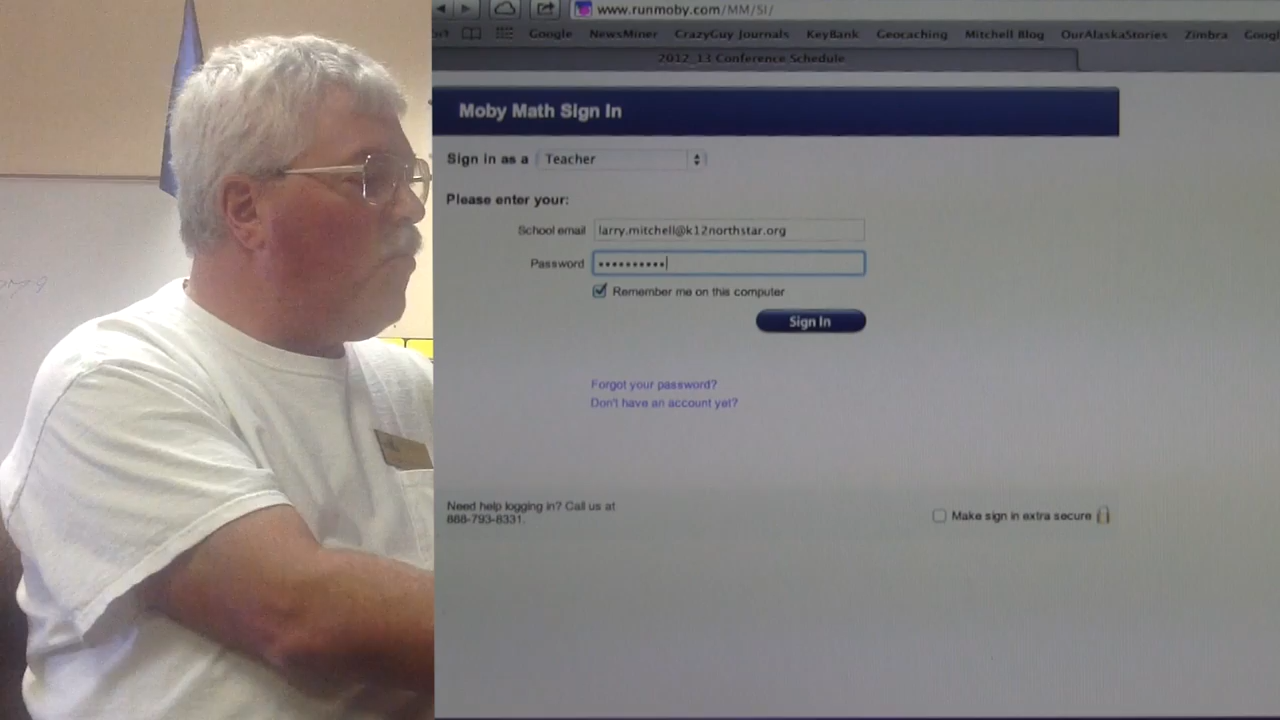 www.runmoby.com/MM/SI/
Google NewsMiner CrazyGuy Journals KeyBank Geocaching Mitchell Blog OurAlaskaStories Zimbra
2012_13 Conference Schedule
Moby Math Sign In
Sign in as a Teacher
Please enter your:
School email larry.mitchell@k12northstar.org
Password ••••••••••
Remember me on this computer
Sign In
Forgot your password?
Don't have an account yet?
Need help logging in? Call us at
888-793-8331.
Make sign in extra secure